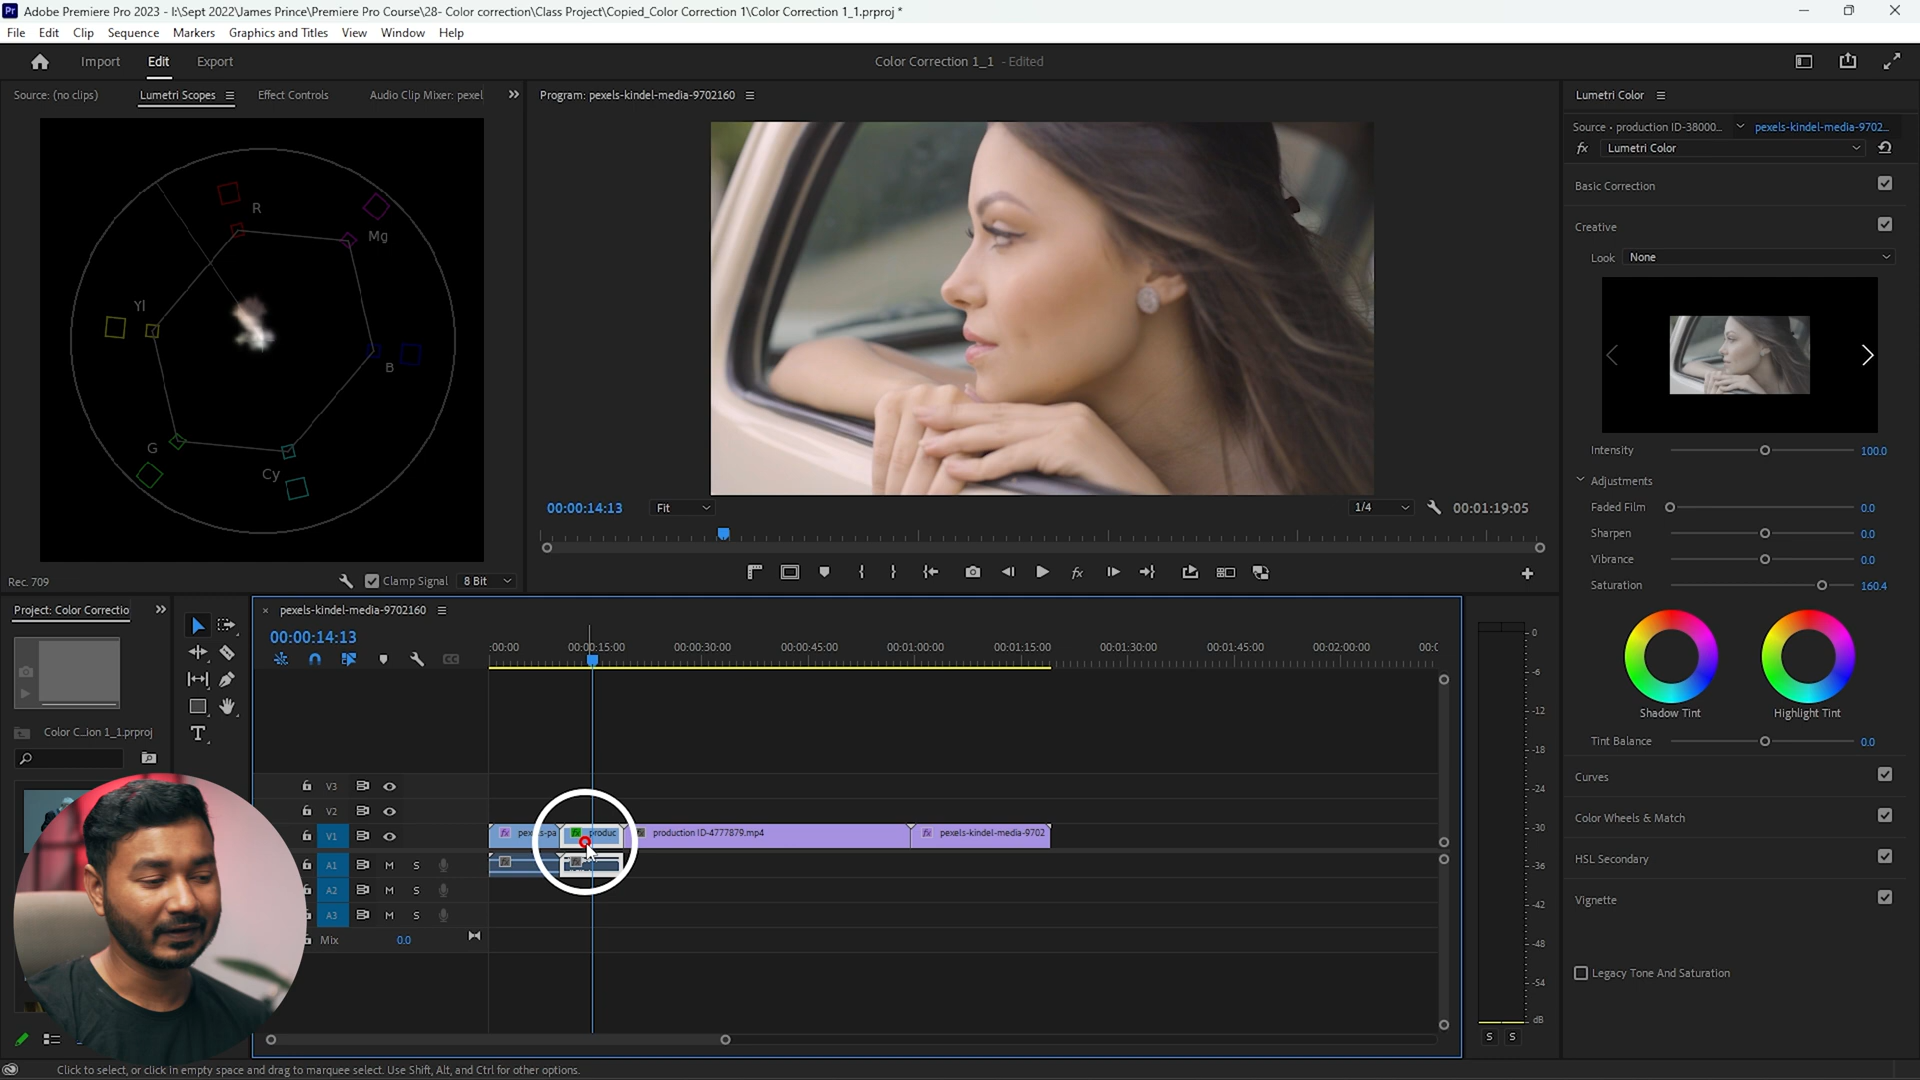 Adobe Premiere Pro 2023 - I:\Sept 2022\James Prince\Premiere Pro Course\28- Color correction\Class Project\Copied_Color Correction 1\Color Correction 1_1.prproj *
File Edit Clip Sequence Markers Graphics and Titles View Window Help
Import Edit Export
Color Correction 1_1 - Edited
Source: (no clips) Lumetri Scopes Effect Controls Audio Clip Mixer: pexel
R
Mg
Yl
B
G
Cy
Rec. 709 Clamp Signal 8 Bit
Program: pexels-kindel-media-9702160
00:00:14:13 Fit 1/4 00:01:19:05
Lumetri Color
Source • production ID-38000... pexels-kindel-media-9702...
fx Lumetri Color
Basic Correction
Creative
Look None
Intensity 100.0
Adjustments
Faded Film 0.0
Sharpen 0.0
Vibrance 0.0
Saturation 160.4
Shadow Tint Highlight Tint
Tint Balance 0.0
Curves
Color Wheels & Match
HSL Secondary
Vignette
Legacy Tone And Saturation
Project: Color Correctio
Color C...ion 1_1.prproj
T
pexels-kindel-media-9702160
00:00:14:13
:00:00 00:00:15:00 00:00:30:00 00:00:45:00 00:01:00:00 00:01:15:00 00:01:30:00 00:01:45:00 00:02:00:00 00:0
V3
V2
V1
fx produc production ID-4777879.mp4 fx pexels-kindel-media-9702
A1 M S
A2 M S
A3 M S
Mix 0.0
0
-6
-12
-18
-24
-30
-36
-42
-48
-54
dB
S S
Click to select, or click in empty space and drag to marquee select. Use Shift, Alt, and Ctrl for other options.